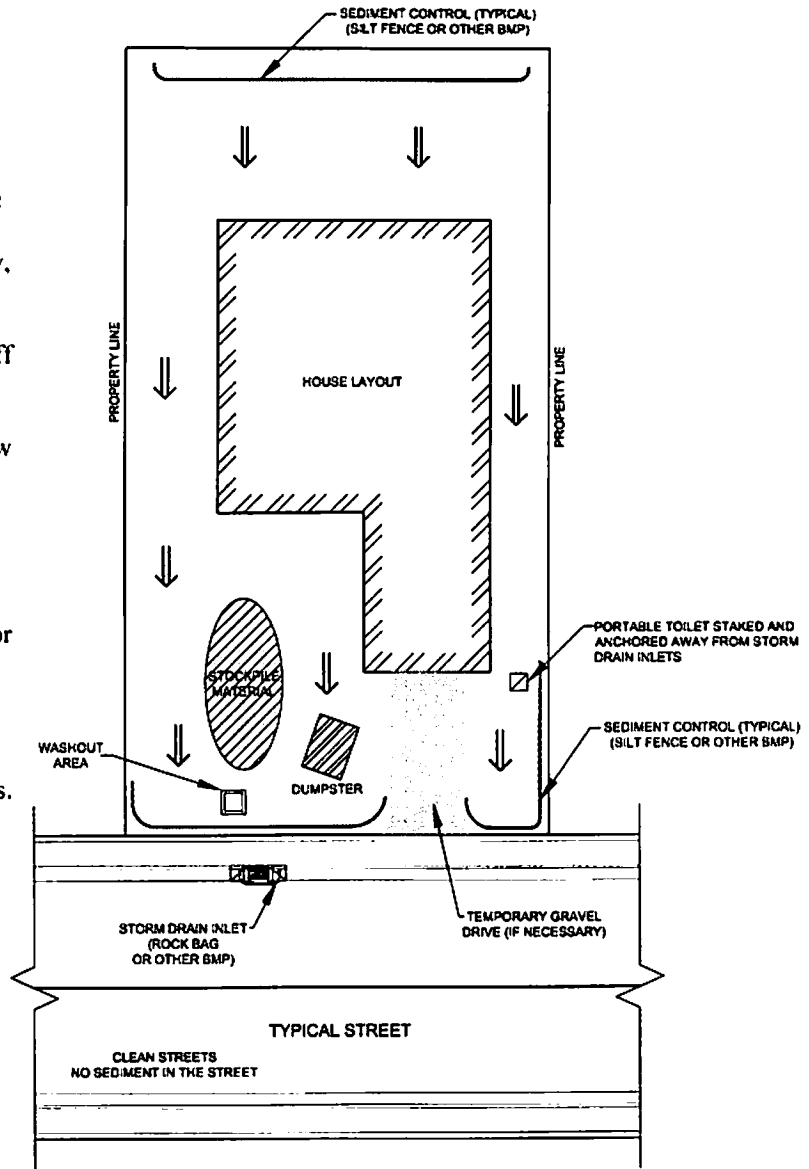 SEDIMENT CONTROL (TYPICAL)
(SILT FENCE OR OTHER BMP)
PROPERTY LINE
HOUSE LAYOUT
PROPERTY LINE
PORTABLE TOILET STAKED AND
ANCHORED AWAY FROM STORM
DRAIN INLETS
STOCKPILE
MATERIAL
SEDIMENT CONTROL (TYPICAL)
(SILT FENCE OR OTHER BMP)
WASHOUT
AREA
DUMPSTER
STORM DRAIN INLET
(ROCK BAG
OR OTHER BMP)
TEMPORARY GRAVEL
DRIVE (IF NECESSARY)
TYPICAL STREET
CLEAN STREETS
NO SEDIMENT IN THE STREET